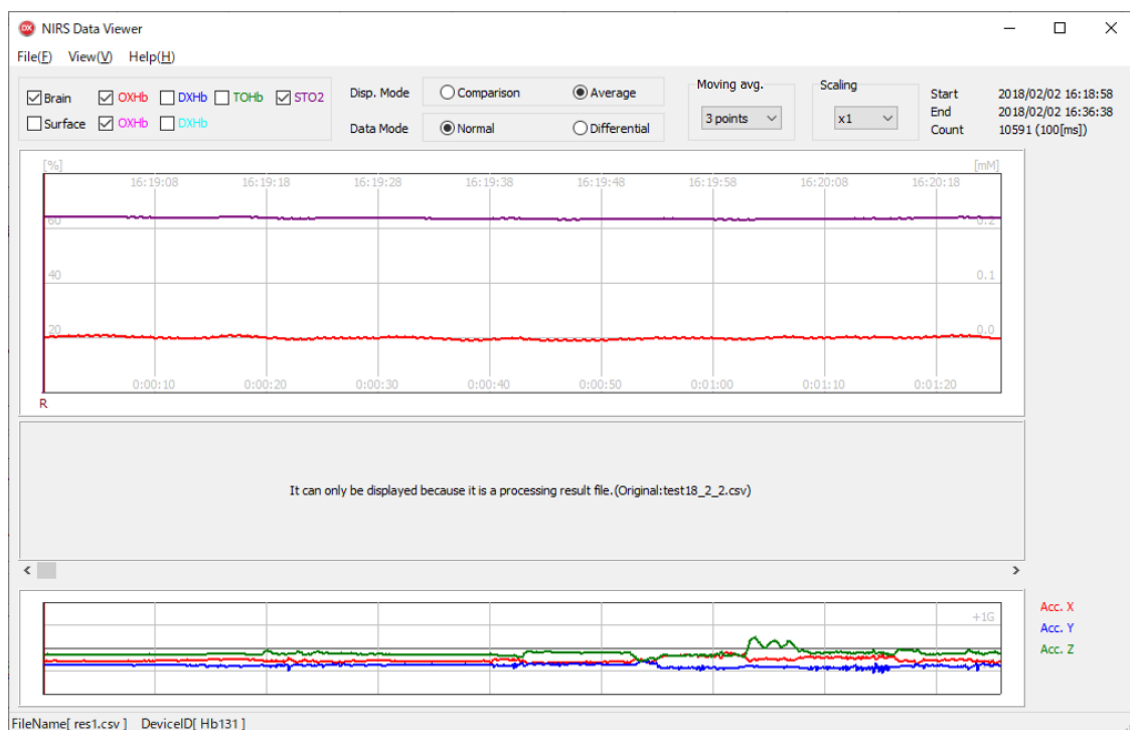 NIRS Data Viewer
File(F) View(V) Help(H)
Brain OXHb DXHb TOHb STO2
Surface OXHb DXHb
Disp. Mode Comparison Average
Data Mode Normal Differential
Moving avg.
3 points
Scaling
x1
Start 2018/02/02 16:18:58
End 2018/02/02 16:36:38
Count 10591 (100[ms])
[%] [mM]
16:19:08 16:19:18 16:19:28 16:19:38 16:19:48 16:19:58 16:20:08 16:20:18
60 0.2
40 0.1
20 0.0
0:00:10 0:00:20 0:00:30 0:00:40 0:00:50 0:01:00 0:01:10 0:01:20
R
It can only be displayed because it is a processing result file.(Original:test18_2_2.csv)
+1G
Acc. X
Acc. Y
Acc. Z
FileName[ res1.csv ] DeviceID[ Hb131 ]